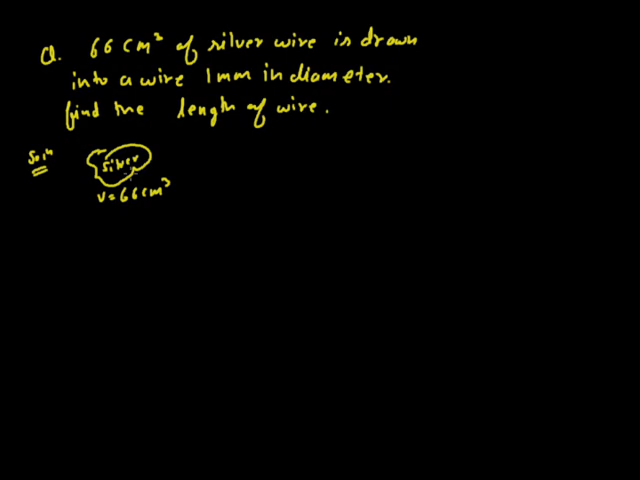 Q. 66 cm³ of silver wire is drawn
into a wire 1mm in diameter.
find the length of wire.
Soln
silver
V=66cm³